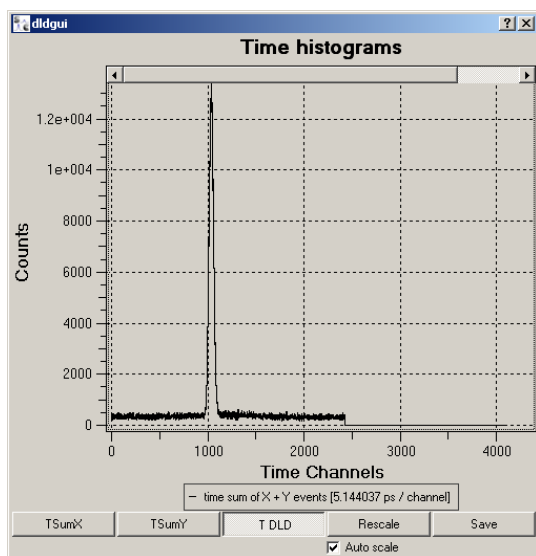 dldgui
Time histograms
1.2e+004
1e+004
8000
6000
4000
2000
0
Counts
0 1000 2000 3000 4000
Time Channels
time sum of X + Y events [5.144037 ps / channel]
TSumX TSumY T DLD Rescale Save
Auto scale